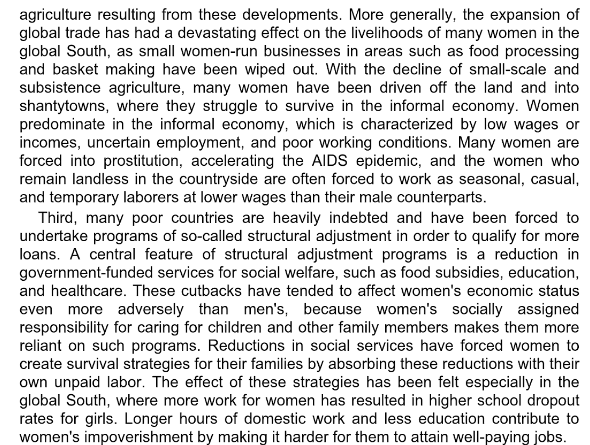 agriculture resulting from these developments. More generally, the expansion of
global trade has had a devastating effect on the livelihoods of many women in the
global South, as small women-run businesses in areas such as food processing
and basket making have been wiped out. With the decline of small-scale and
subsistence agriculture, many women have been driven off the land and into
shantytowns, where they struggle to survive in the informal economy. Women
predominate in the informal economy, which is characterized by low wages or
incomes, uncertain employment, and poor working conditions. Many women are
forced into prostitution, accelerating the AIDS epidemic, and the women who
remain landless in the countryside are often forced to work as seasonal, casual,
and temporary laborers at lower wages than their male counterparts.
Third, many poor countries are heavily indebted and have been forced to
undertake programs of so-called structural adjustment in order to qualify for more
loans. A central feature of structural adjustment programs is a reduction in
government-funded services for social welfare, such as food subsidies, education,
and healthcare. These cutbacks have tended to affect women's economic status
even more adversely than men's, because women's socially assigned
responsibility for caring for children and other family members makes them more
reliant on such programs. Reductions in social services have forced women to
create survival strategies for their families by absorbing these reductions with their
own unpaid labor. The effect of these strategies has been felt especially in the
global South, where more work for women has resulted in higher school dropout
rates for girls. Longer hours of domestic work and less education contribute to
women's impoverishment by making it harder for them to attain well-paying jobs.